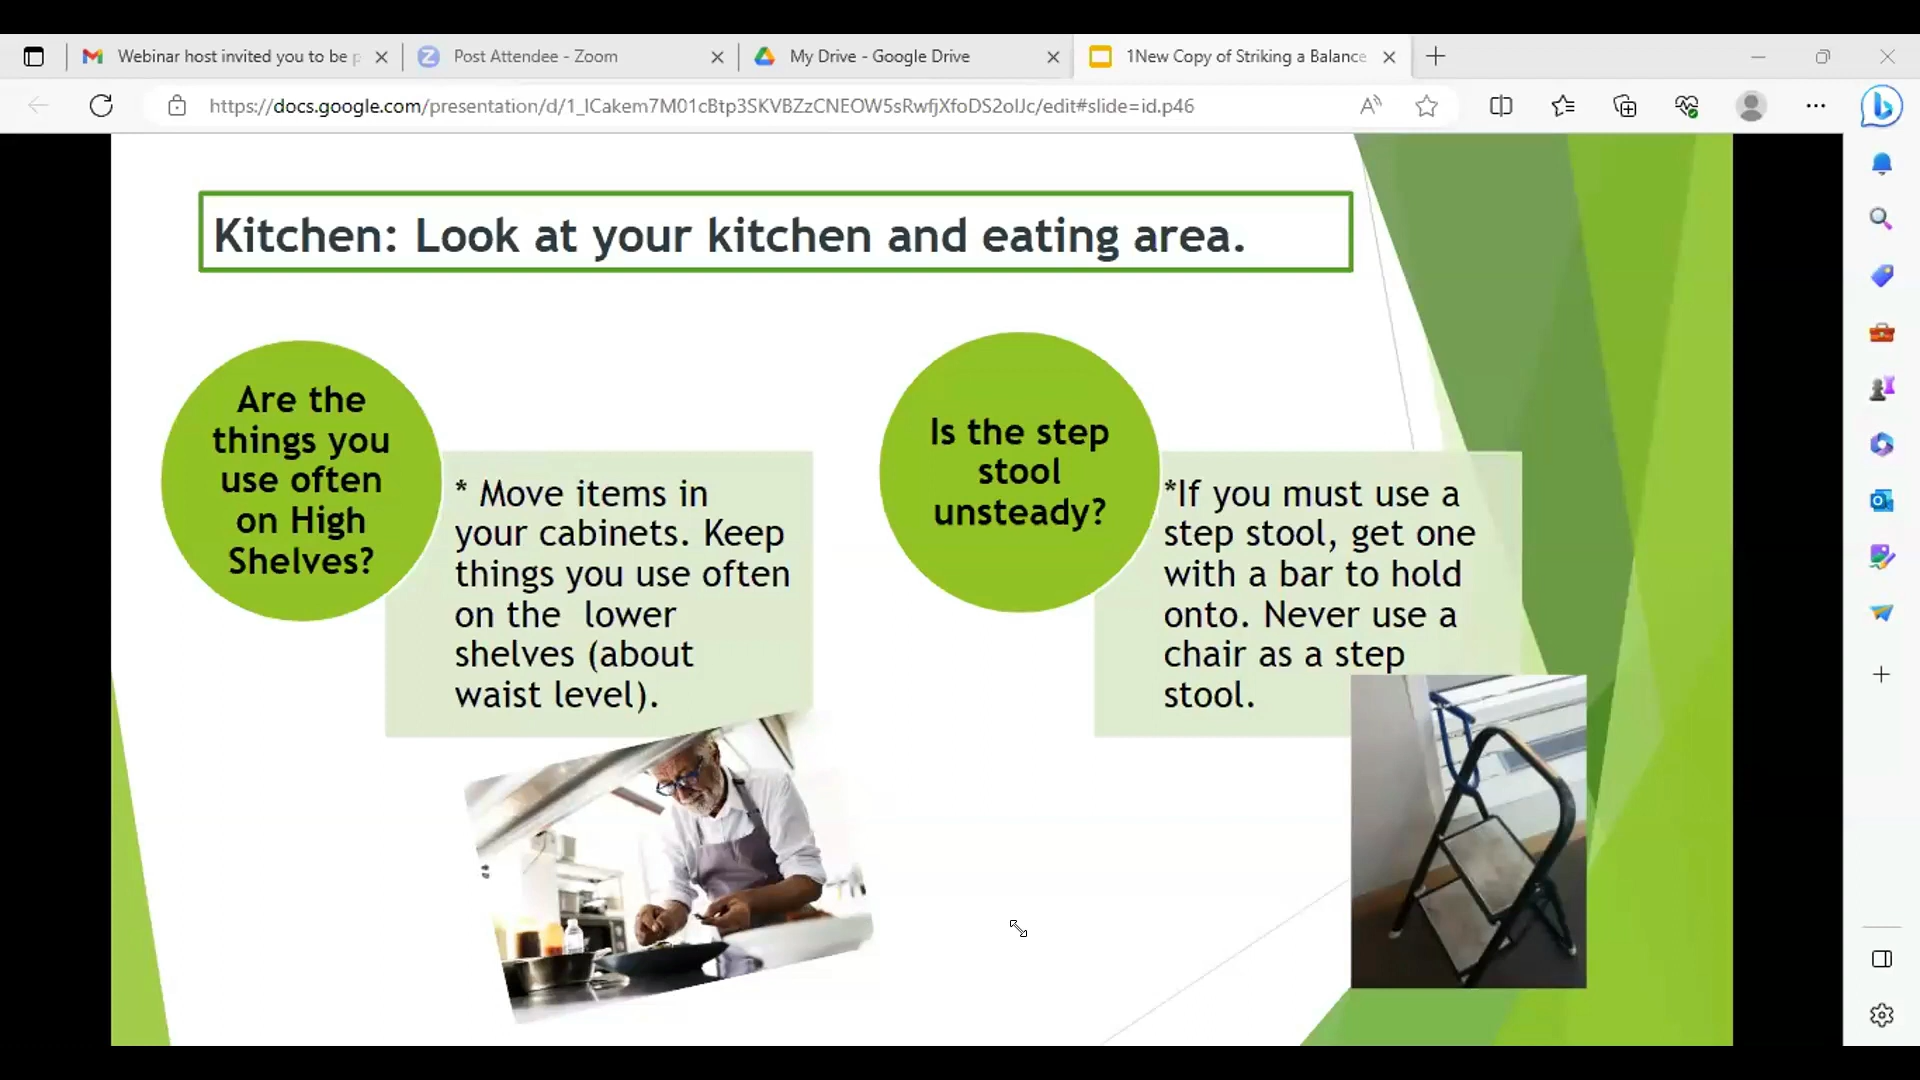 Webinar host invited you to be p
Post Attendee - Zoom
My Drive - Google Drive
1New Copy of Striking a Balance
https://docs.google.com/presentation/d/1_lCakem7M01cBtp3SKVBZzCNEOW5sRwfjXfoDS2olJc/edit#slide=id.p46
Kitchen: Look at your kitchen and eating area.
Are the
things you
use often
on High
Shelves?
* Move items in
your cabinets. Keep
things you use often
on the  lower
shelves (about
waist level).
Is the step
stool
unsteady?
*If you must use a
step stool, get one
with a bar to hold
onto. Never use a
chair as a step
stool.